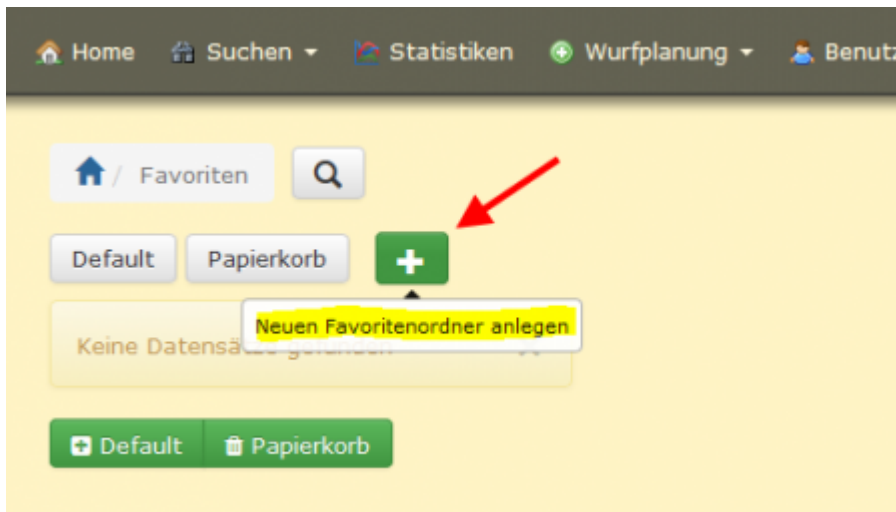 Home Suchen Statistiken Wurfplanung Benutz
/ Favoriten
Default Papierkorb
Neuen Favoritenordner anlegen
Keine Datensätze gefunden
Default Papierkorb